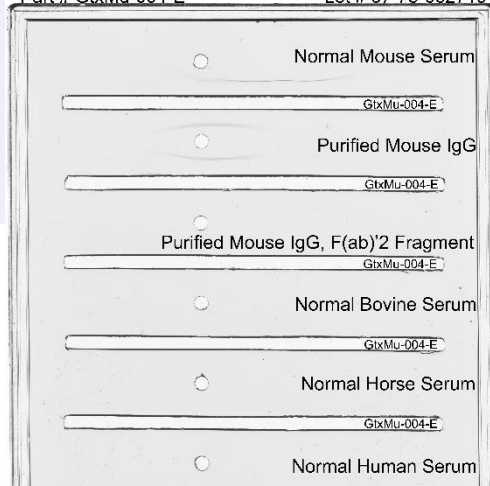 Normal Mouse Serum
GtxMu-004-E
Purified Mouse IgG
GtxMu-004-E
Purified Mouse IgG, F(ab)'2 Fragment
GtxMu-004-E
Normal Bovine Serum
GtxMu-004-E
Normal Horse Serum
GtxMu-004-E
Normal Human Serum